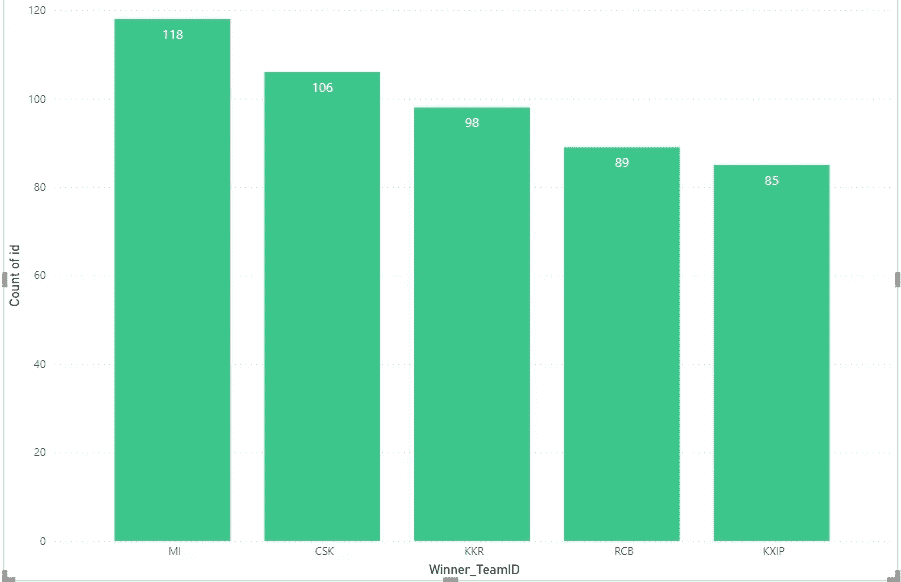 120
100
80
60
40
20
0
Count of id
118
106
98
89
85
MI
CSK
KKR
RCB
KXIP
Winner_TeamID